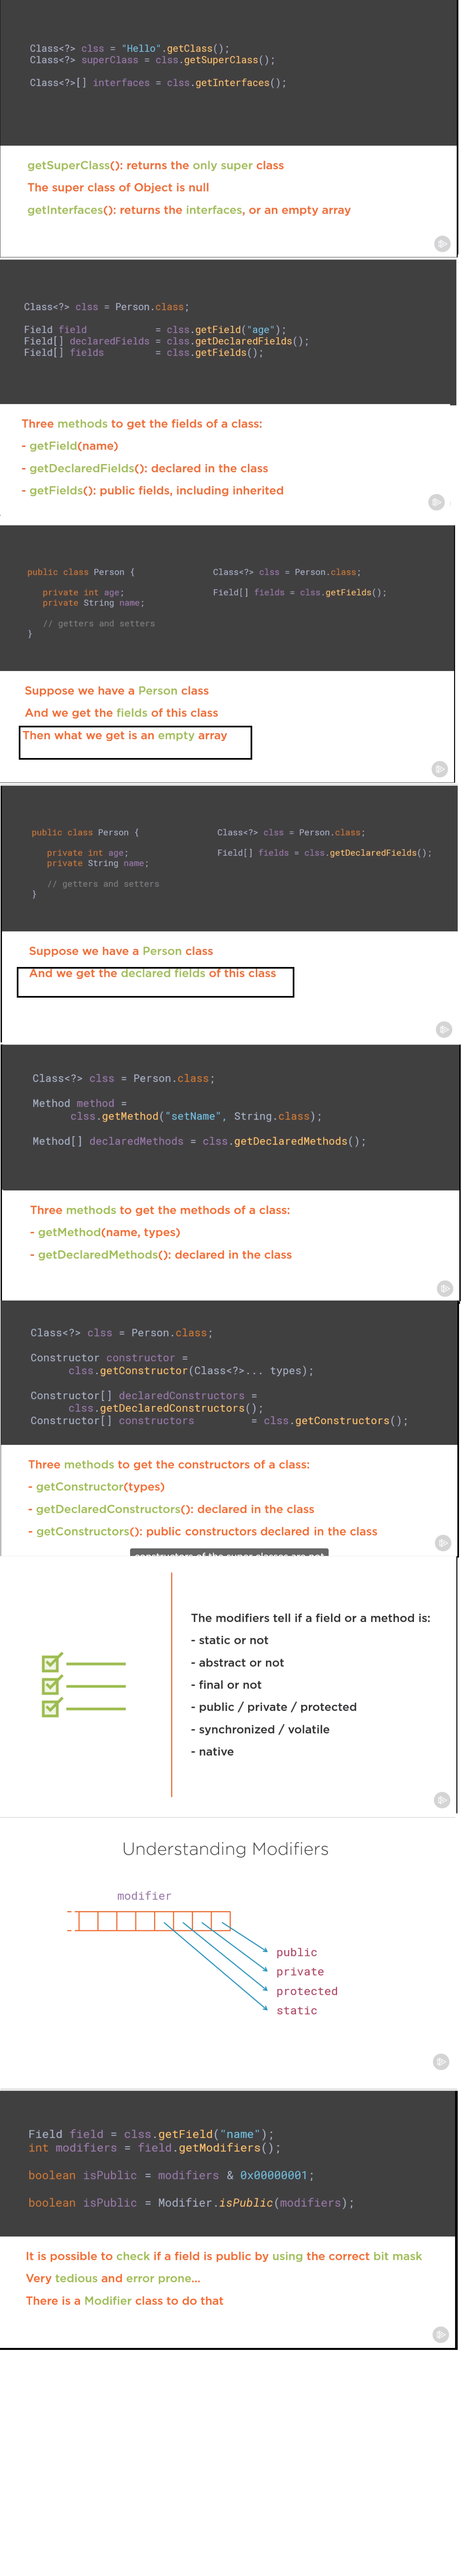 Class<?> clss = "Hello".getClass();
Class<?> superClass = clss.getSuperClass();
Class<?>[] interfaces = clss.getInterfaces();
getSuperClass(): returns the only super class
The super class of Object is null
getInterfaces(): returns the interfaces, or an empty array
Class<?> clss = Person.class;
Field field = clss.getField("age");
Field[] declaredFields = clss.getDeclaredFields();
Field[] fields = clss.getFields();
Three methods to get the fields of a class:
- getField(name)
- getDeclaredFields(): declared in the class
- getFields(): public fields, including inherited
public class Person {
private int age;
private String name;
// getters and setters
}
Class<?> clss = Person.class;
Field[] fields = clss.getFields();
Suppose we have a Person class
And we get the fields of this class
Then what we get is an empty array
public class Person {
private int age;
private String name;
// getters and setters
}
Class<?> clss = Person.class;
Field[] fields = clss.getDeclaredFields();
Suppose we have a Person class
And we get the declared fields of this class
Class<?> clss = Person.class;
Method method =
clss.getMethod("setName", String.class);
Method[] declaredMethods = clss.getDeclaredMethods();
Three methods to get the methods of a class:
- getMethod(name, types)
- getDeclaredMethods(): declared in the class
Class<?> clss = Person.class;
Constructor constructor =
clss.getConstructor(Class<?>... types);
Constructor[] declaredConstructors =
clss.getDeclaredConstructors();
Constructor[] constructors = clss.getConstructors();
Three methods to get the constructors of a class:
- getConstructor(types)
- getDeclaredConstructors(): declared in the class
- getConstructors(): public constructors declared in the class
constructors of the super classes are not
The modifiers tell if a field or a method is:
- static or not
- abstract or not
- final or not
- public / private / protected
- synchronized / volatile
- native
Understanding Modifiers
modifier
public
private
protected
static
Field field = clss.getField("name");
int modifiers = field.getModifiers();
boolean isPublic = modifiers & 0x00000001;
boolean isPublic = Modifier.isPublic(modifiers);
It is possible to check if a field is public by using the correct bit mask
Very tedious and error prone...
There is a Modifier class to do that